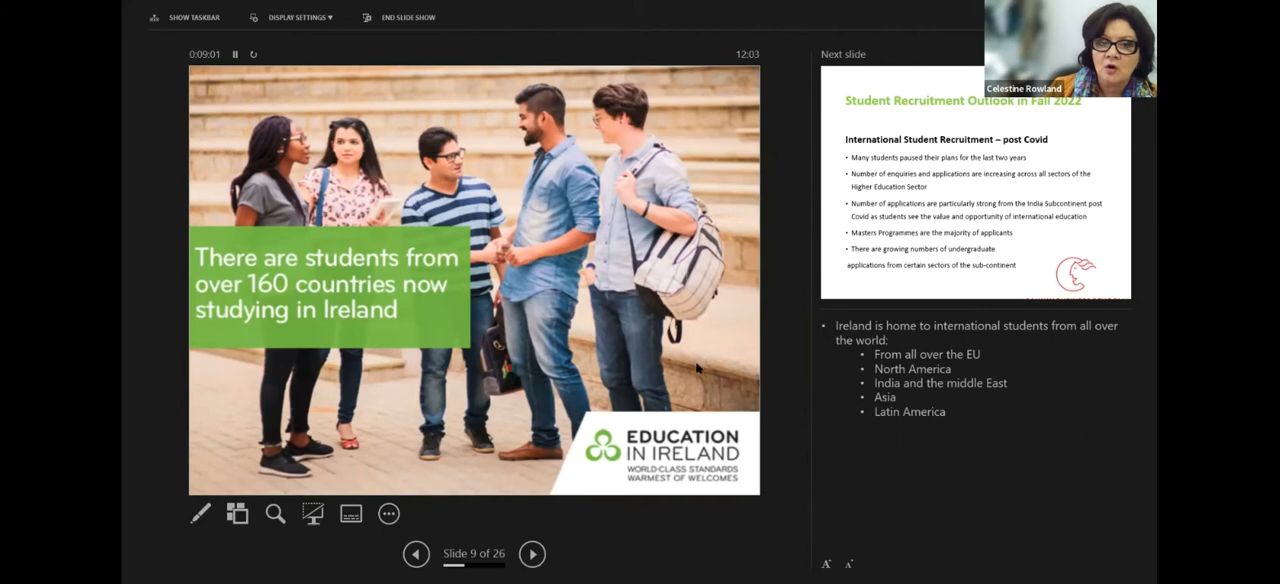 SHOW TASKBAR
DISPLAY SETTINGS ▼
END SLIDE SHOW
0:09:01
12:03
There are students from
over 160 countries now
studying in Ireland
EDUCATION
IN IRELAND
WORLD-CLASS STANDARDS
WARMEST OF WELCOMES
Slide 9 of 26
Next slide
Celestine Rowland
Student Recruitment Outlook in Fall 2022
International Student Recruitment – post Covid
• Many students paused their plans for the last two years
• Number of enquiries and applications are increasing across all sectors of the
Higher Education Sector
• Number of applications are particularly strong from the India Subcontinent post
Covid as students see the value and opportunity of international education
• Masters Programmes are the majority of applicants
• There are growing numbers of undergraduate
applications from certain sectors of the sub-continent
• Ireland is home to international students from all over
the world:
• From all over the EU
• North America
• India and the middle East
• Asia
• Latin America
A A